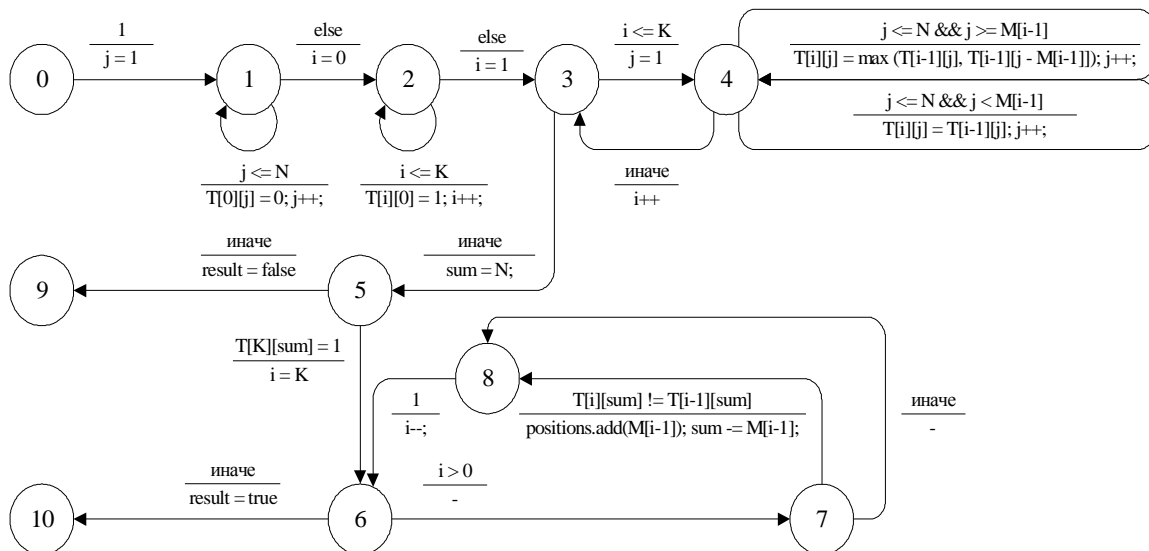 1
j = 1
else
i = 0
else
i = 1
i <= K
j = 1
j <= N && j >= M[i-1]
T[i][j] = max (T[i-1][j], T[i-1][j - M[i-1]]); j++;
0
1
2
3
4
j <= N && j < M[i-1]
T[i][j] = T[i-1][j]; j++;
j <= N
T[0][j] = 0; j++;
i <= K
T[i][0] = 1; i++;
иначе
i++
иначе
result = false
иначе
sum = N;
9
5
T[K][sum] = 1
i = K
8
1
i--;
T[i][sum] != T[i-1][sum]
positions.add(M[i-1]); sum -= M[i-1];
иначе
-
иначе
result = true
i > 0
-
10
6
7